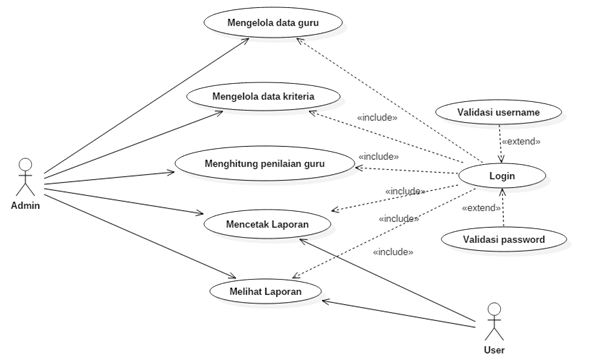 Mengelola data guru
Mengelola data kriteria
Validasi username
«include»
«extend»
Menghitung penilaian guru
«include»
Login
Admin
«include»
Mencetak Laporan
«include»
«extend»
Validasi password
«include»
Melihat Laporan
User